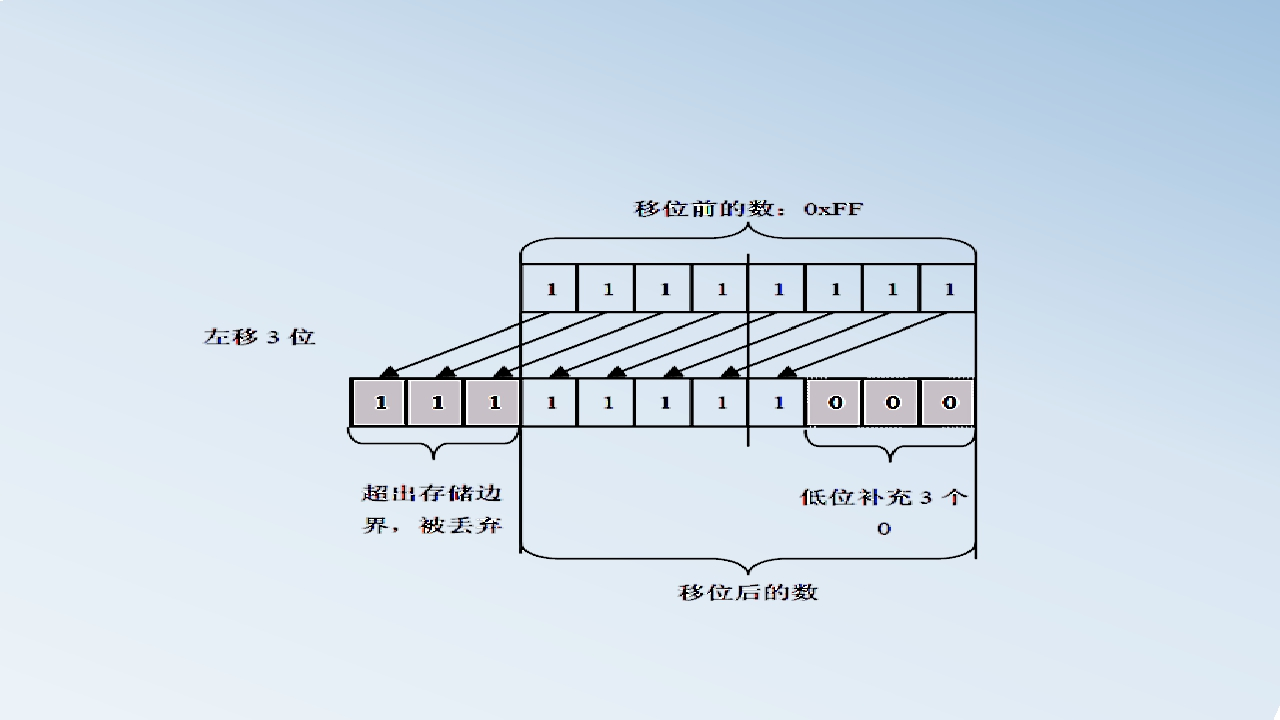 移位前的数：0xFF
1 1 1 1 1 1 1 1
左移 3 位
1 1 1 1 1 1 1 1 0 0 0
超出存储边
界，被丢弃
低位补充 3 个
0
移位后的数